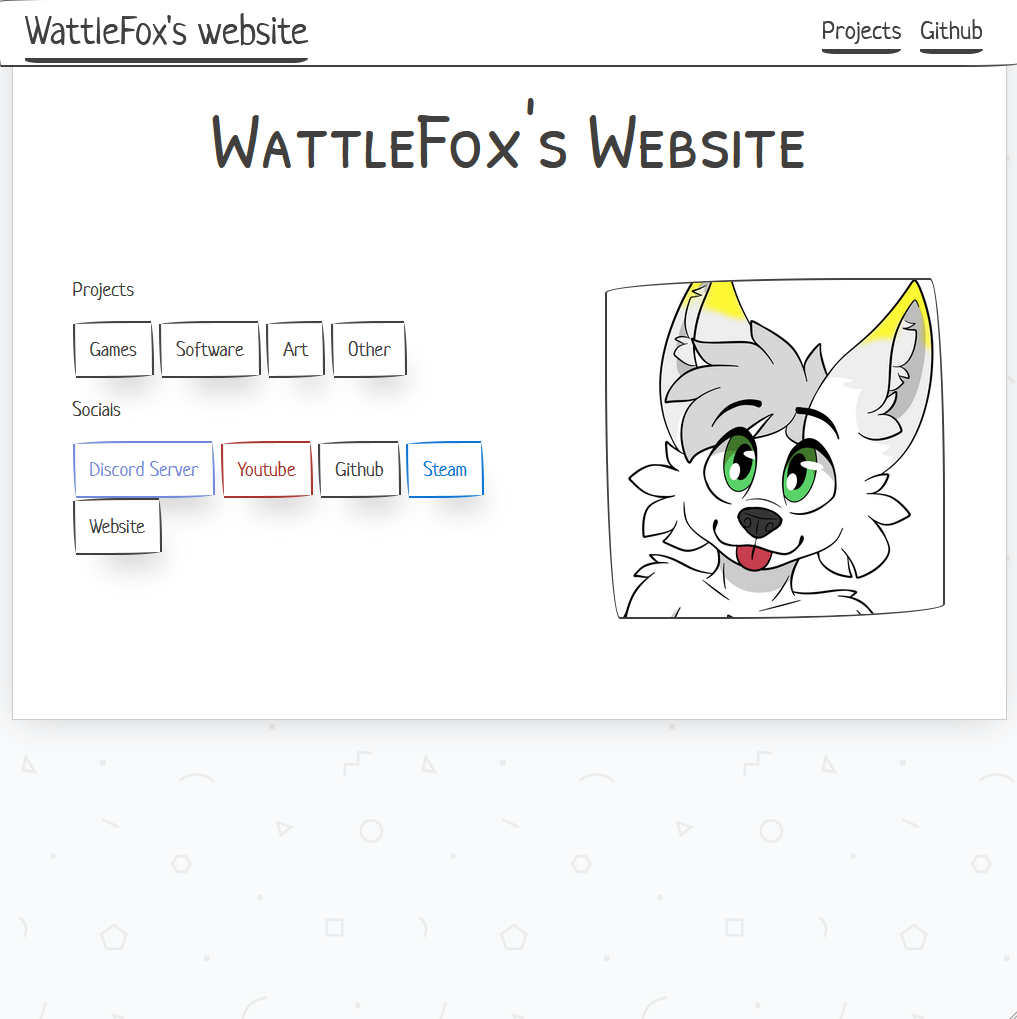 WattleFox's website Projects Github
WattleFox's Website
Projects
Games Software Art Other
Socials
Discord Server Youtube Github Steam
Website